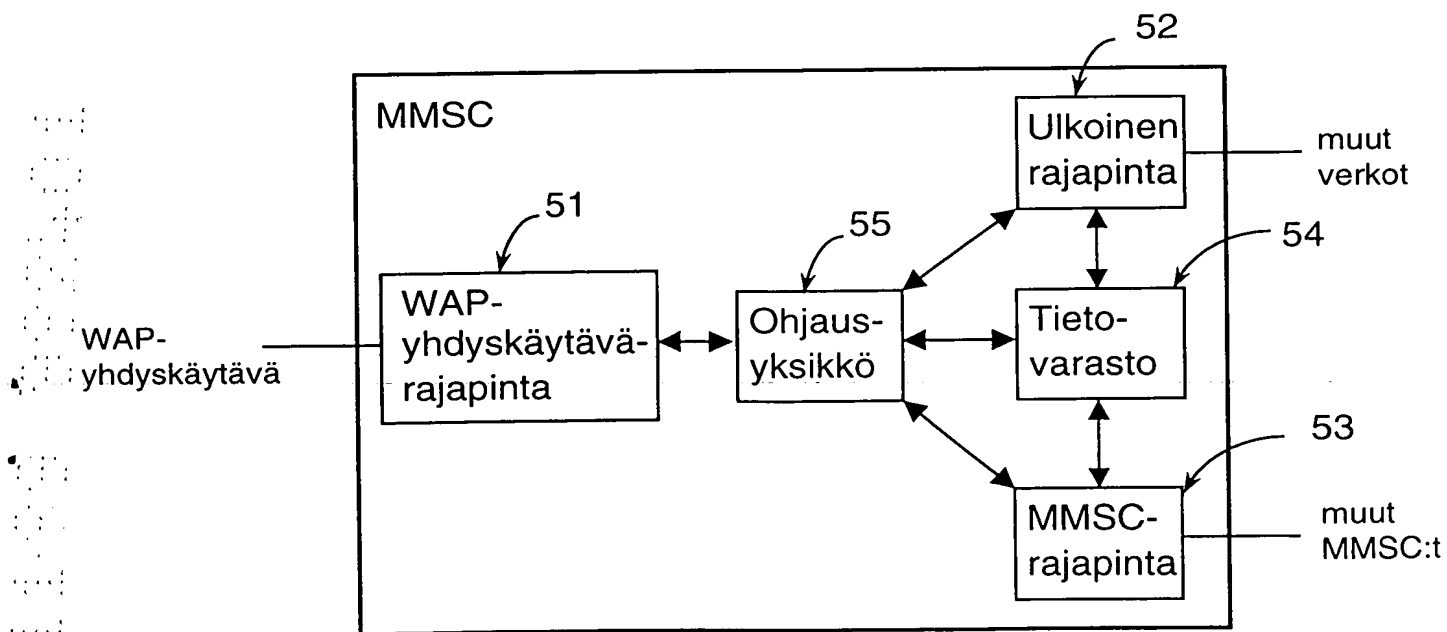 52
MMSC
Ulkoinen
rajapinta
muut
verkot
51
55
54
WAP-
yhdyskäytävä
WAP-
yhdyskäytävä-
rajapinta
Ohjaus-
yksikkö
Tieto-
varasto
53
MMSC-
rajapinta
muut
MMSC:t